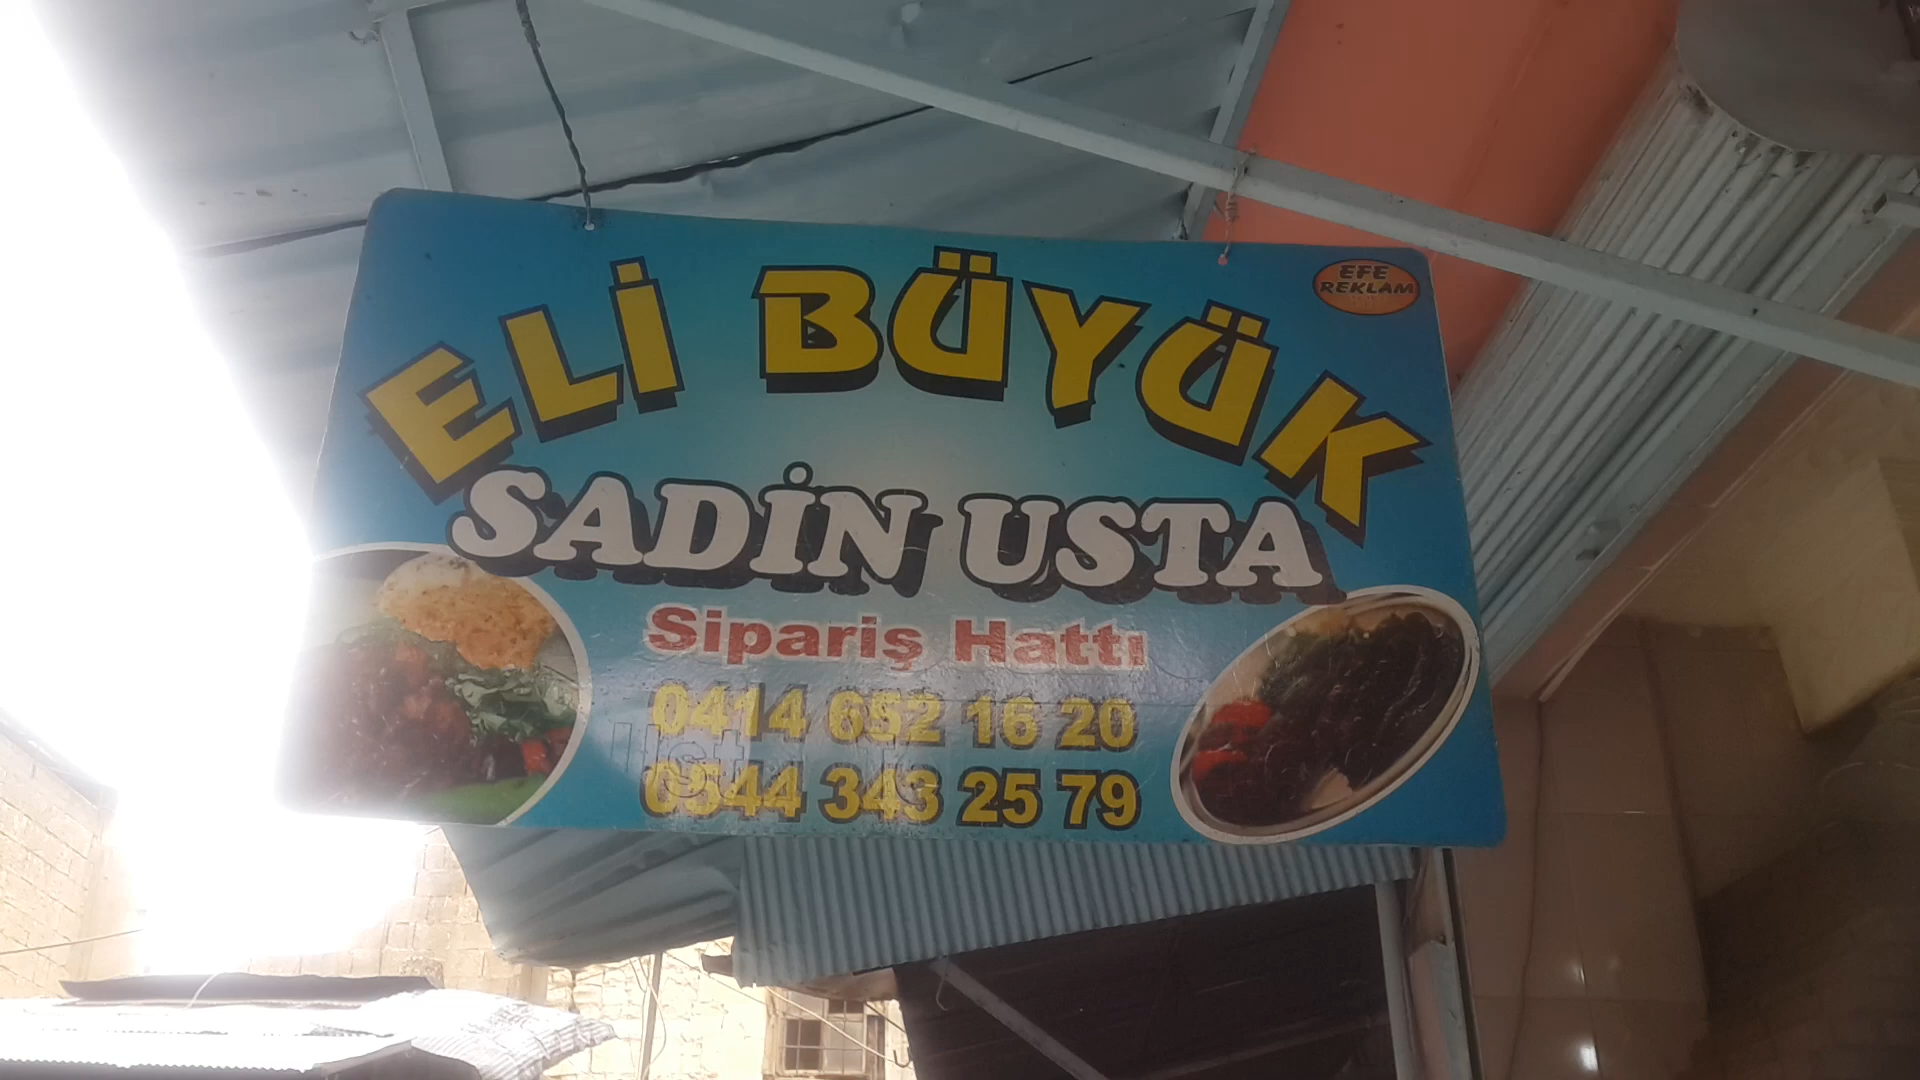 EFE
REKLAM
ELİ BÜYÜK
SADİN USTA
Sipariş Hattı
0414 652 16 20
0544 343 25 79